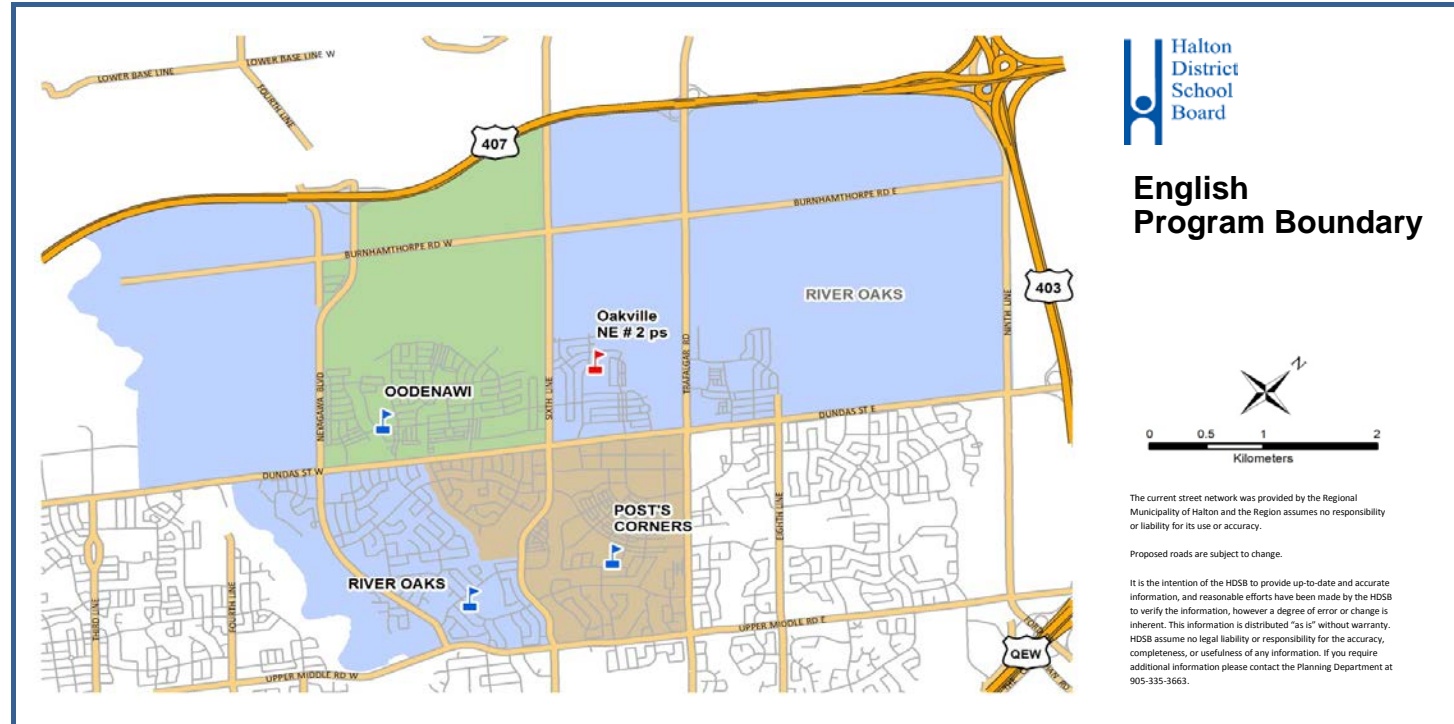 LOWER BASE LINE
LOWER BASE LINE W
FOURTH LINE
407
BURNHAMTHORPE RD W
BURNHAMTHORPE RD E
RIVER OAKS
403
NINTH LINE
Oakville
NE # 2 ps
TRAFALGAR RD
SIXTH LINE
NEYAGAWA BLVD
OODENAWI
DUNDAS ST E
DUNDAS ST W
POST'S
CORNERS
EIGHTH LINE
RIVER OAKS
THIRD LINE
FOURTH LINE
UPPER MIDDLE RD E
UPPER MIDDLE RD W
QEW
Halton
District
School
Board
English
Program Boundary
N
0 0.5 1 2
Kilometers
The current street network was provided by the Regional
Municipality of Halton and the Region assumes no responsibility
or liability for its use or accuracy.
Proposed roads are subject to change.
It is the intention of the HDSB to provide up-to-date and accurate
information, and reasonable efforts have been made by the HDSB
to verify the information, however a degree of error or change is
inherent. This information is distributed "as is" without warranty.
HDSB assume no legal liability or responsibility for the accuracy,
completeness, or usefulness of any information. If you require
additional information please contact the Planning Department at
905-335-3663.